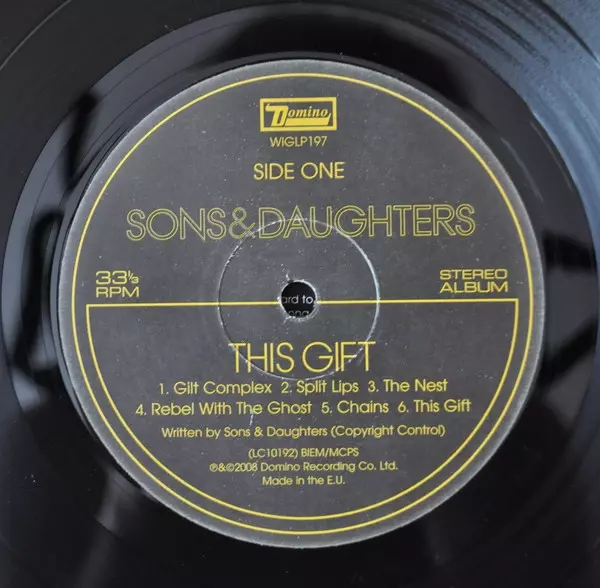 Domino
WIGLP197
SIDE ONE
SONS&DAUGHTERS
33⅓ RPM
STEREO ALBUM
ard to
THIS GIFT
1. Gilt Complex 2. Split Lips 3. The Nest
4. Rebel With The Ghost 5. Chains 6. This Gift
Written by Sons & Daughters (Copyright Control)
(LC10192) BIEM/MCPS
℗&©2008 Domino Recording Co. Ltd.
Made in the E.U.